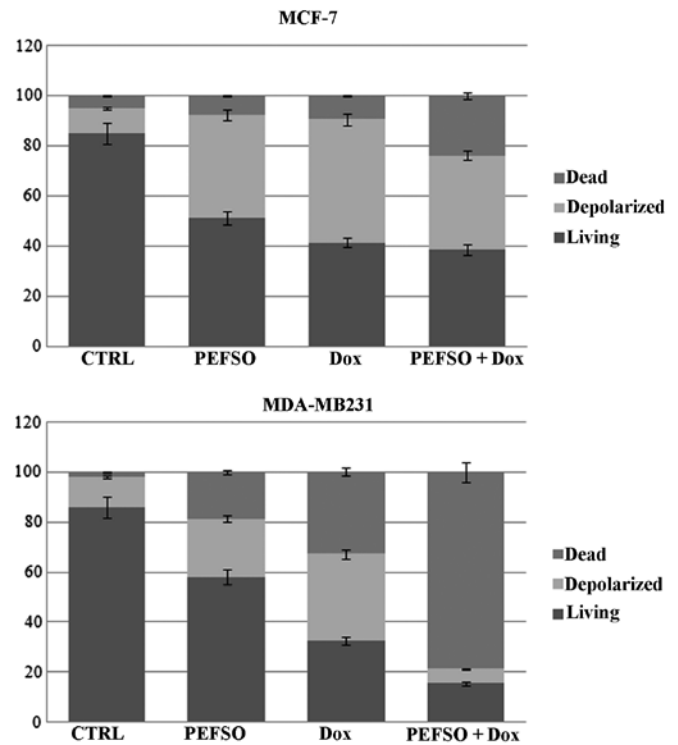 MCF-7
120
100
80
60
40
20
0
CTRL PEFSO Dox PEFSO + Dox
Dead
Depolarized
Living
MDA-MB231
120
100
80
60
40
20
0
CTRL PEFSO Dox PEFSO + Dox
Dead
Depolarized
Living